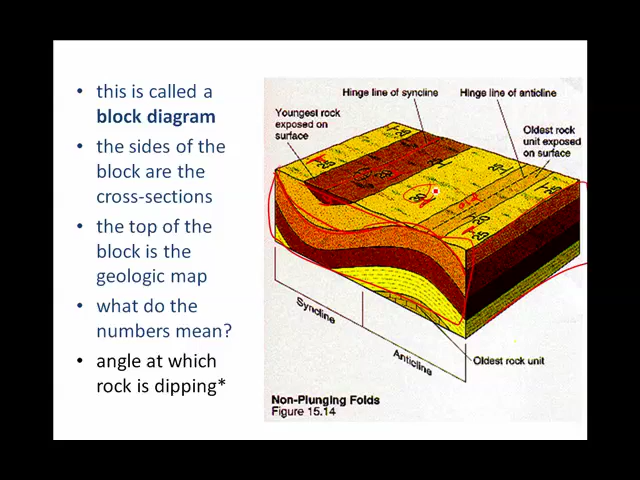 • this is called a
block diagram
• the sides of the
block are the
cross-sections
• the top of the
block is the
geologic map
• what do the
numbers mean?
• angle at which
rock is dipping*
Hinge line of syncline
Hinge line of anticline
Youngest rock
exposed on
surface
Oldest rock
unit exposed
on surface
Syncline
Anticline
Oldest rock unit
Non-Plunging Folds
Figure 15.14